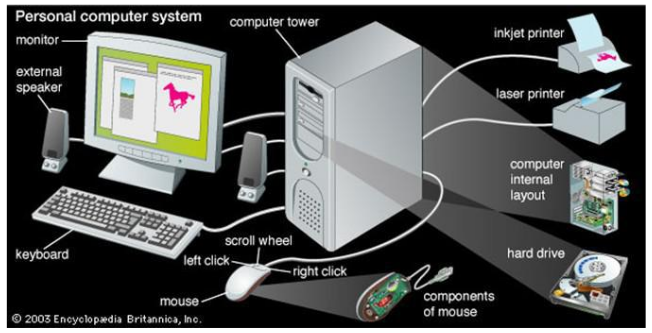 Personal computer system
monitor
external
speaker
computer tower
inkjet printer
laser printer
computer
internal
layout
hard drive
keyboard
scroll wheel
left click
right click
mouse
components
of mouse
© 2003 Encyclopædia Britannica, Inc.